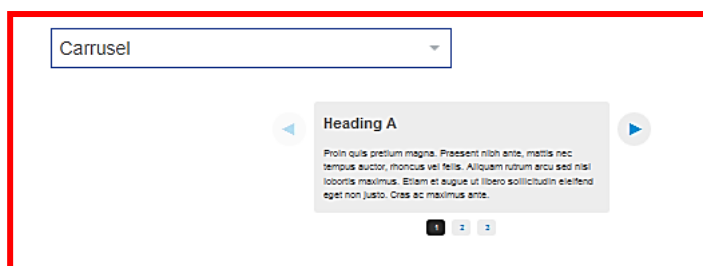 Carrusel
Heading A
Proin quis pretium magna. Praesent nibh ante, mattis nec
tempus auctor, rhoncus vel felis. Aliquam rutrum arcu sed nisl
lobortis maximus. Etiam et augue ut libero sollicitudin eleifend
eget non justo. Cras ac maximus ante.
1 2 3